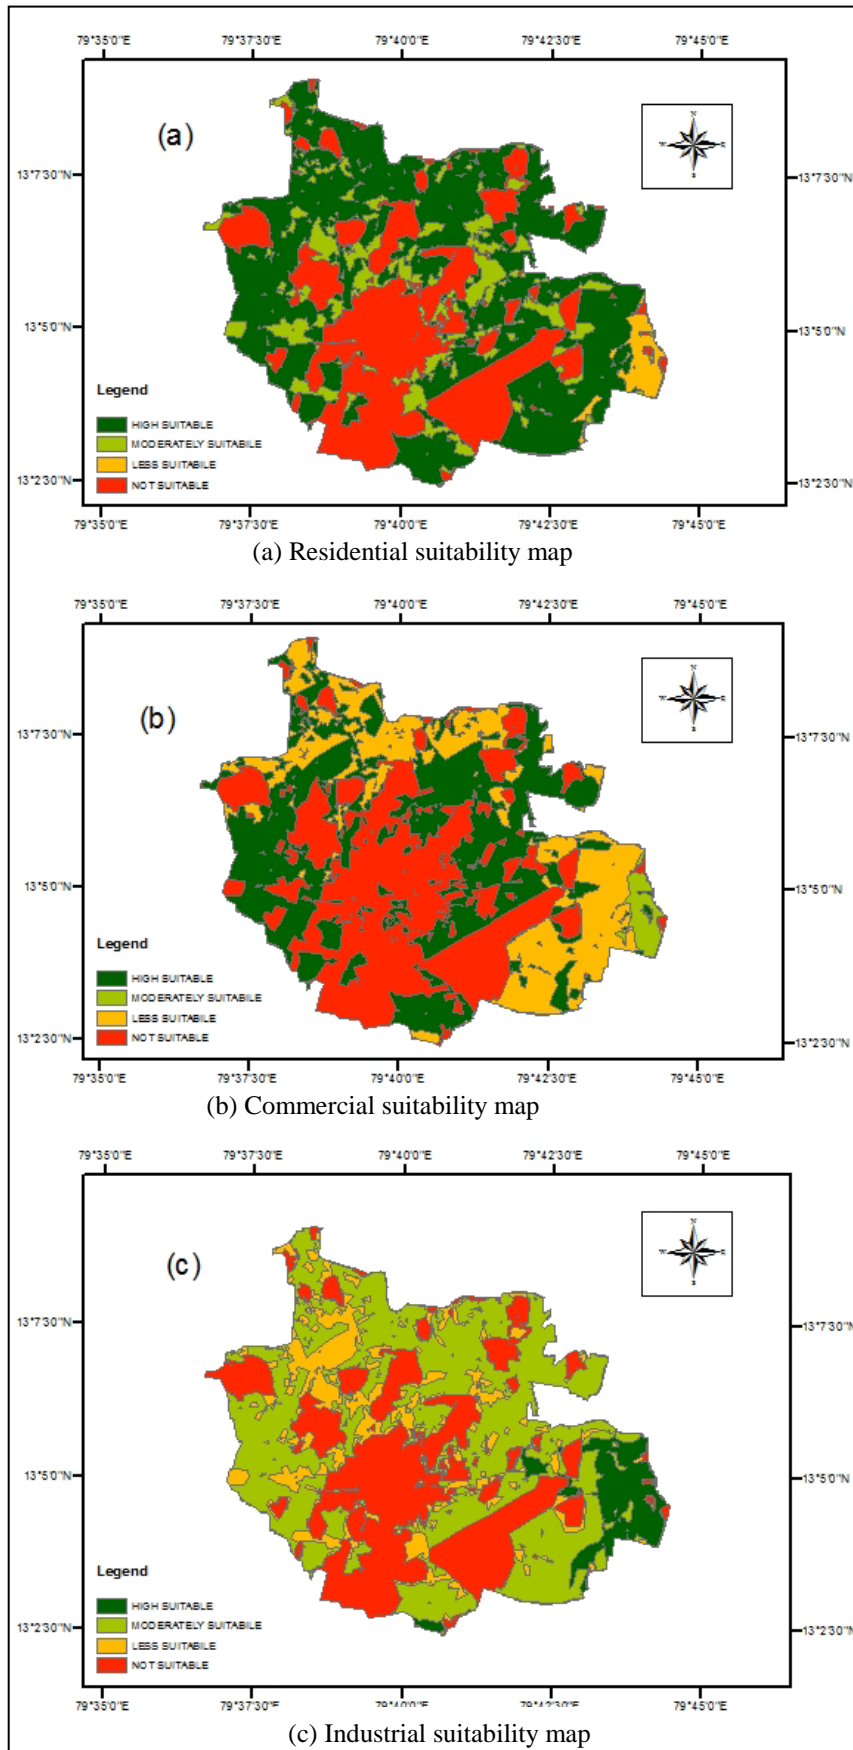 79°35'0"E 79°37'30"E 79°40'0"E 79°42'30"E 79°45'0"E
(a)
N
W E
S
13°7'30"N 13°7'30"N
13°5'0"N 13°5'0"N
Legend
HIGH SUITABLE
MODERATELY SUITABILE
LESS SUITABILE
NOT SUITABLE
13°2'30"N 13°2'30"N
79°35'0"E 79°37'30"E 79°40'0"E 79°42'30"E 79°45'0"E
(a) Residential suitability map
79°35'0"E 79°37'30"E 79°40'0"E 79°42'30"E 79°45'0"E
(b)
N
W E
S
13°7'30"N 13°7'30"N
13°5'0"N 13°5'0"N
Legend
HIGH SUITABLE
MODERATELY SUITABILE
LESS SUITABILE
NOT SUITABLE
13°2'30"N 13°2'30"N
79°35'0"E 79°37'30"E 79°40'0"E 79°42'30"E 79°45'0"E
(b) Commercial suitability map
79°35'0"E 79°37'30"E 79°40'0"E 79°42'30"E 79°45'0"E
(c)
N
W E
S
13°7'30"N 13°7'30"N
13°5'0"N 13°5'0"N
Legend
HIGH SUITABLE
MODERATELY SUITABILE
LESS SUITABILE
NOT SUITABLE
13°2'30"N 13°2'30"N
79°35'0"E 79°37'30"E 79°40'0"E 79°42'30"E 79°45'0"E
(c) Industrial suitability map